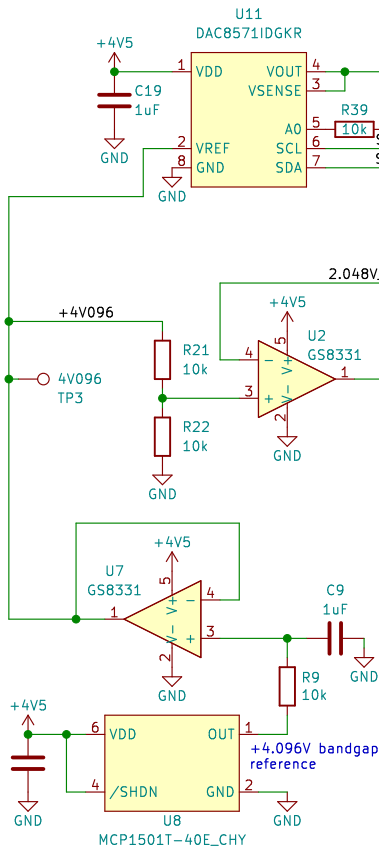 U11
DAC8571IDGKR
+4V5
1 VDD VOUT 4
VSENSE 3
C19
1uF
R39
10k
A0 5
2 VREF SCL 6
8 GND SDA 7
GND
GND
2.048V
+4V096
+4V5
U2
GS8331
R21
10k
4 - V+ 5
4V096
TP3
3 + V- 2
1
R22
10k
GND
GND
+4V5
U7
GS8331
5 V+ - 4
1
C9
1uF
2 V- + 3
GND
GND
R9
10k
+4V5
6 VDD OUT 1
+4.096V bandgap
reference
4 /SHDN GND 2
GND
U8
GND
MCP1501T-40E_CHY